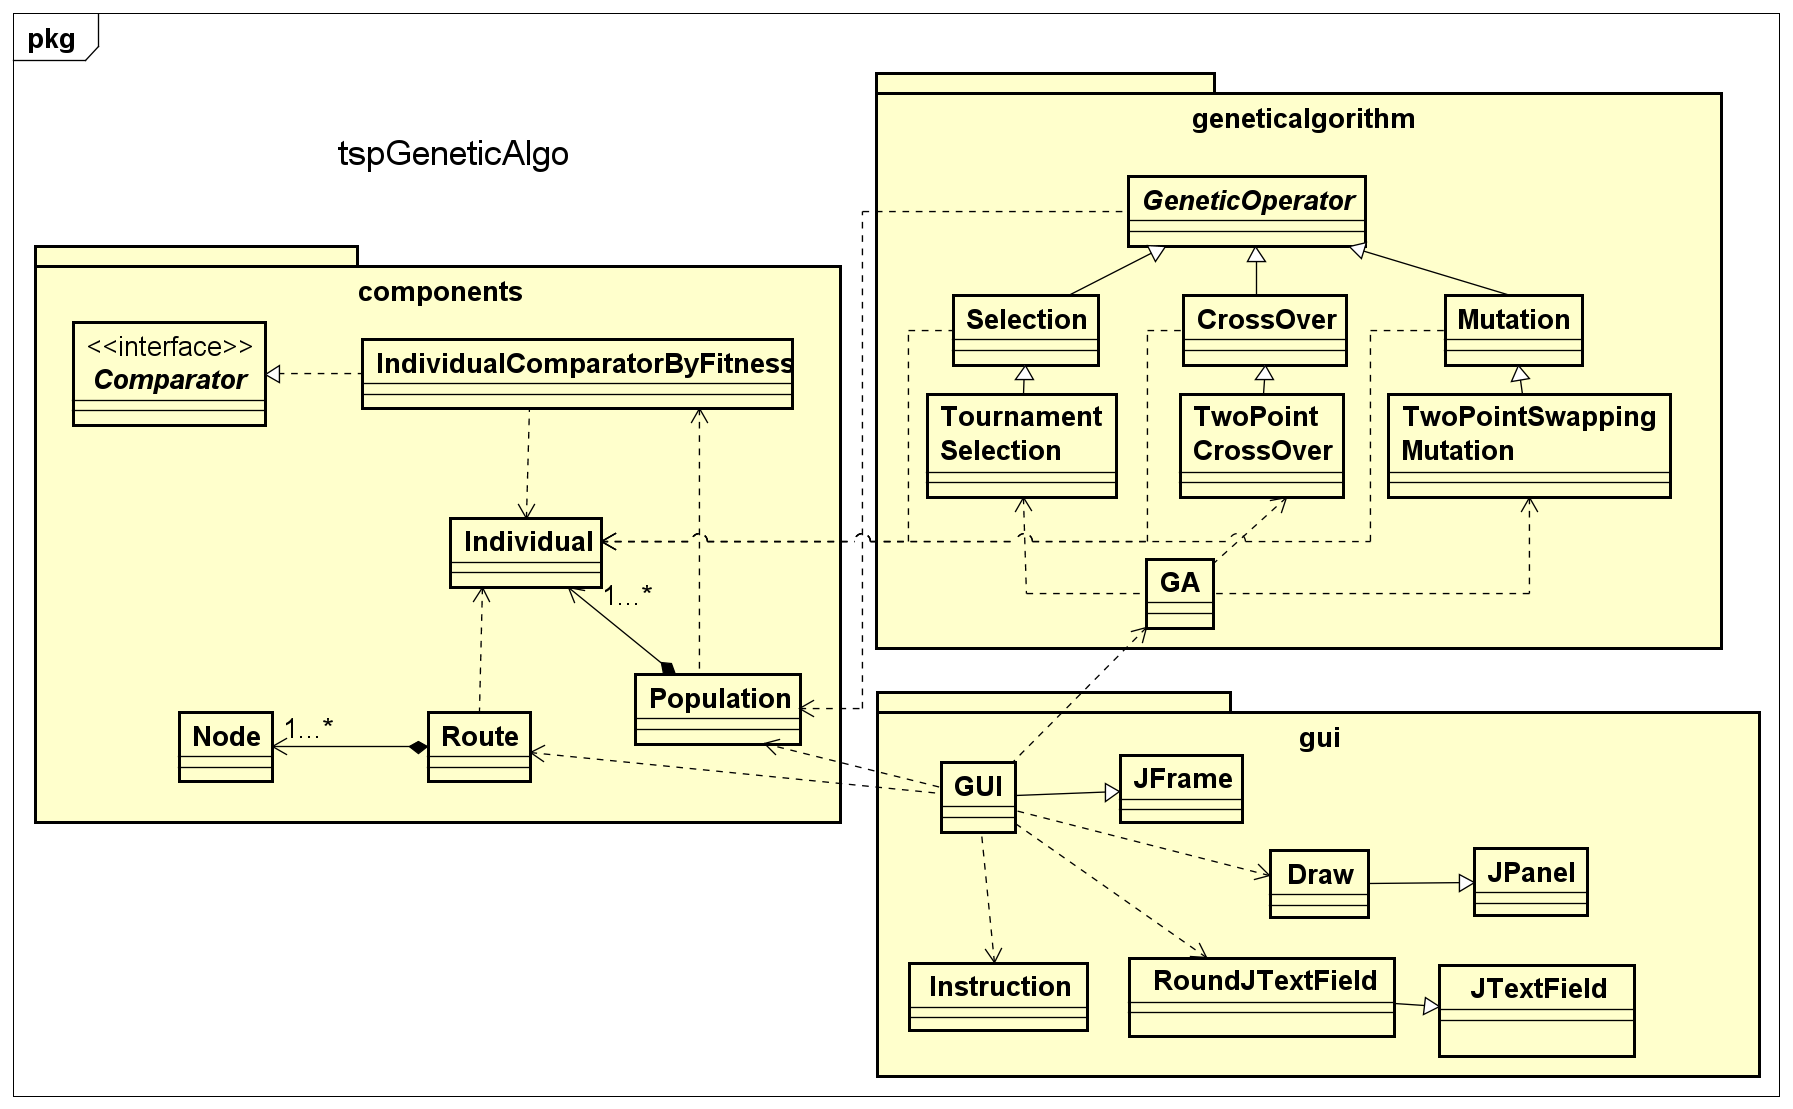 pkg
tspGeneticAlgo
components
<<interface>>
Comparator
IndividualComparatorByFitness
Individual
1...*
Population
Node
1...*
Route
geneticalgorithm
GeneticOperator
Selection
CrossOver
Mutation
Tournament
Selection
TwoPoint
CrossOver
TwoPointSwapping
Mutation
GA
gui
GUI
JFrame
Draw
JPanel
Instruction
RoundJTextField
JTextField